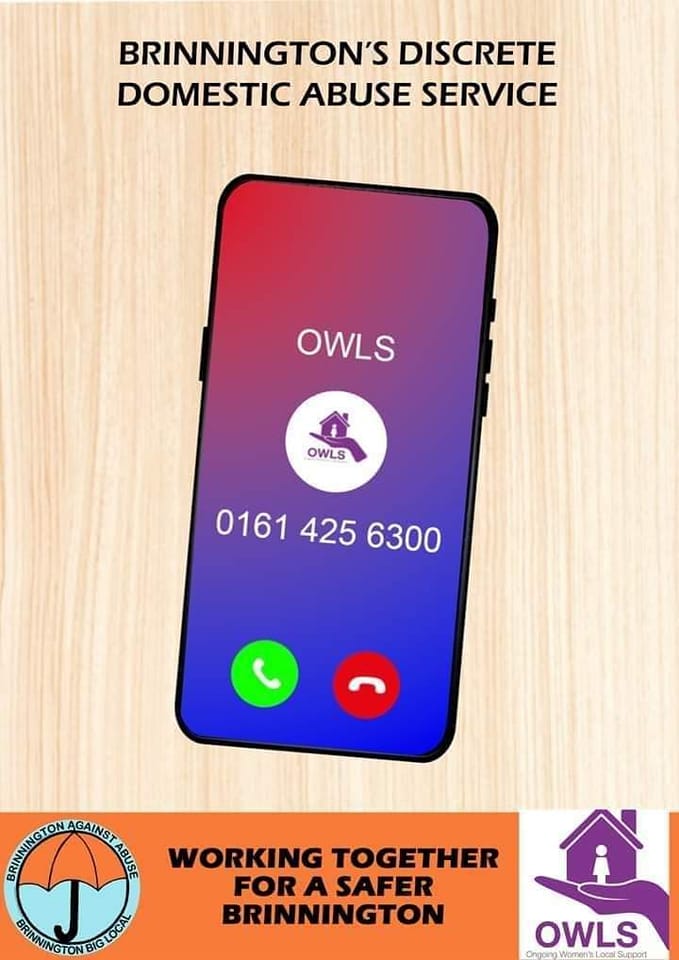 BRINNINGTON'S DISCRETE
DOMESTIC ABUSE SERVICE
OWLS
OWLS
0161 425 6300
BRINNINGTON AGAINST ABUSE
BRINNINGTON BIG LOCAL
WORKING TOGETHER
FOR A SAFER
BRINNINGTON
OWLS
Ongoing Women's Local Support